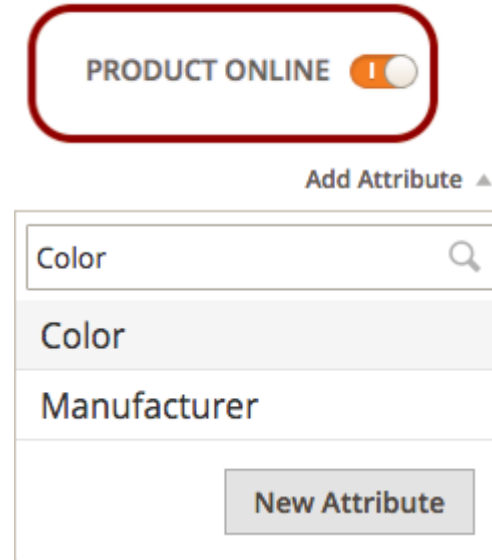 PRODUCT ONLINE
Add Attribute
Color
Color
Manufacturer
New Attribute